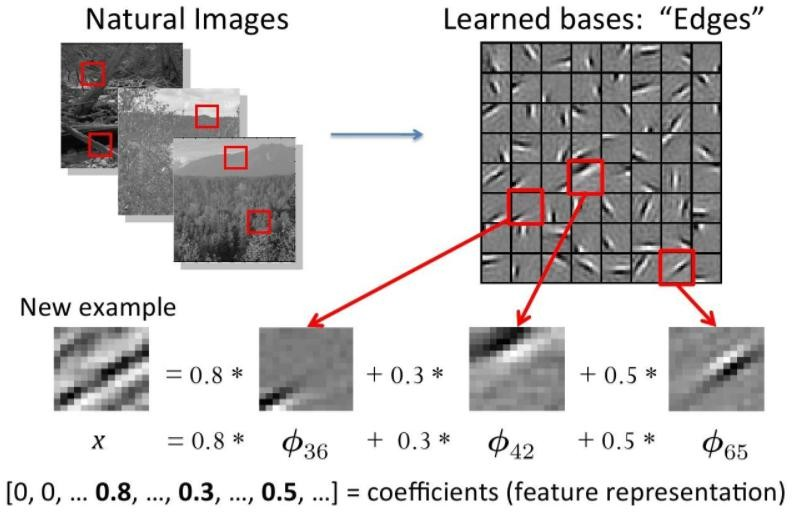 Natural Images
Learned bases: “Edges”
New example
= 0.8 *
+ 0.3 *
+ 0.5 *
x = 0.8 * ϕ36 + 0.3 * ϕ42 + 0.5 * ϕ65
[0, 0, … 0.8, …, 0.3, …, 0.5, …] = coefficients (feature representation)